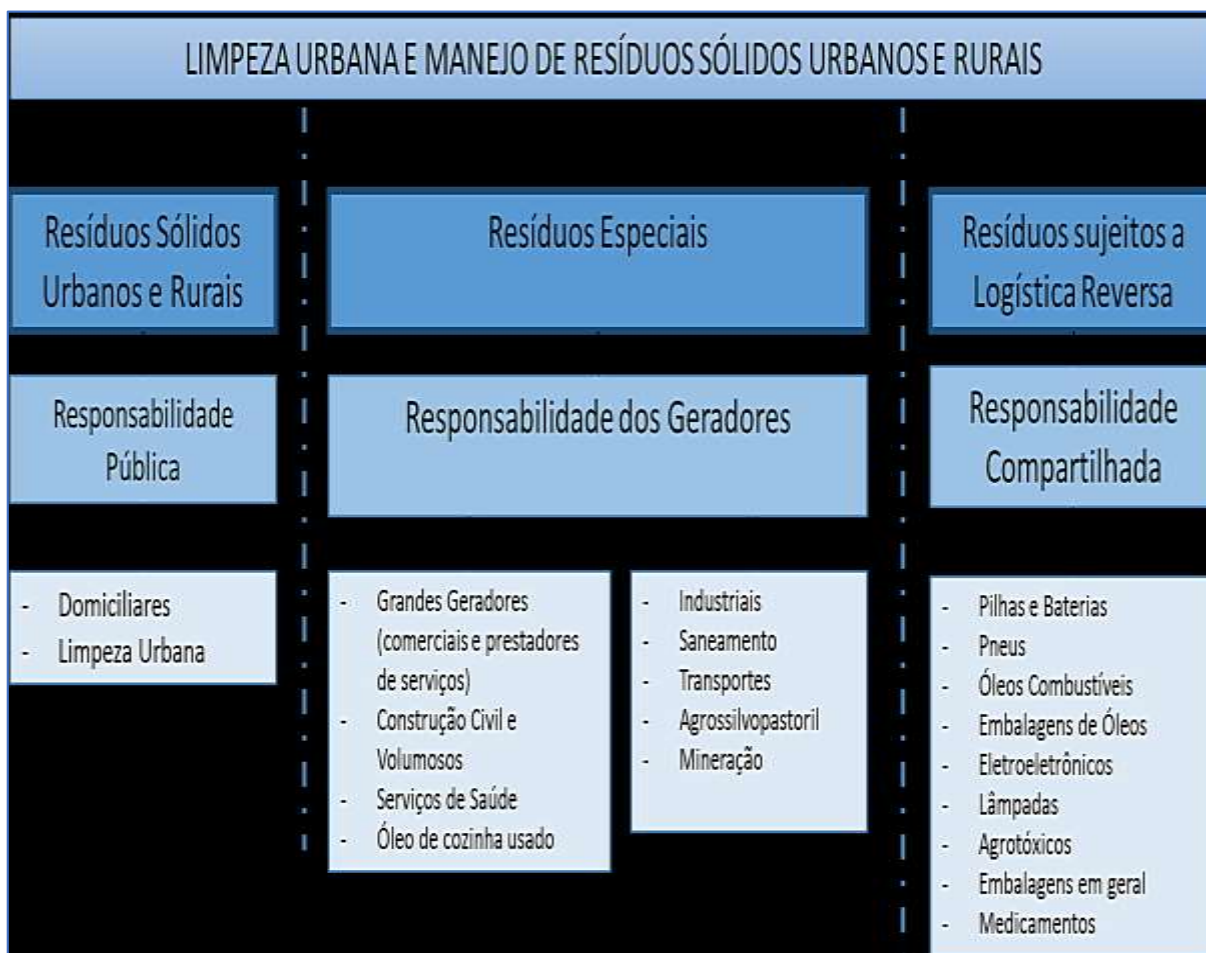 LIMPEZA URBANA E MANEJO DE RESÍDUOS SÓLIDOS URBANOS E RURAIS
Resíduos Sólidos
Urbanos e Rurais
Responsabilidade
Pública
- Domiciliares
- Limpeza Urbana
Resíduos Especiais
Responsabilidade dos Geradores
- Grandes Geradores
(comerciais e prestadores
de serviços)
- Construção Civil e
Volumosos
- Serviços de Saúde
- Óleo de cozinha usado
- Industriais
- Saneamento
- Transportes
- Agrossilvopastoril
- Mineração
Resíduos sujeitos a
Logística Reversa
Responsabilidade
Compartilhada
- Pilhas e Baterias
- Pneus
- Óleos Combustíveis
- Embalagens de Óleos
- Eletroeletrônicos
- Lâmpadas
- Agrotóxicos
- Embalagens em geral
- Medicamentos